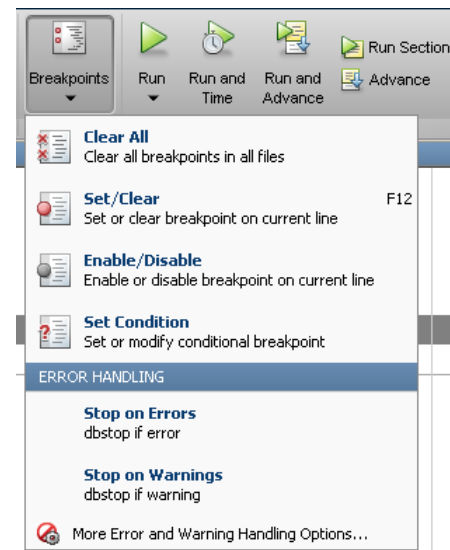 Breakpoints
Run
Run and
Time
Run and
Advance
Run Section
Advance
Clear All
Clear all breakpoints in all files
Set/Clear F12
Set or clear breakpoint on current line
Enable/Disable
Enable or disable breakpoint on current line
Set Condition
Set or modify conditional breakpoint
ERROR HANDLING
Stop on Errors
dbstop if error
Stop on Warnings
dbstop if warning
More Error and Warning Handling Options...